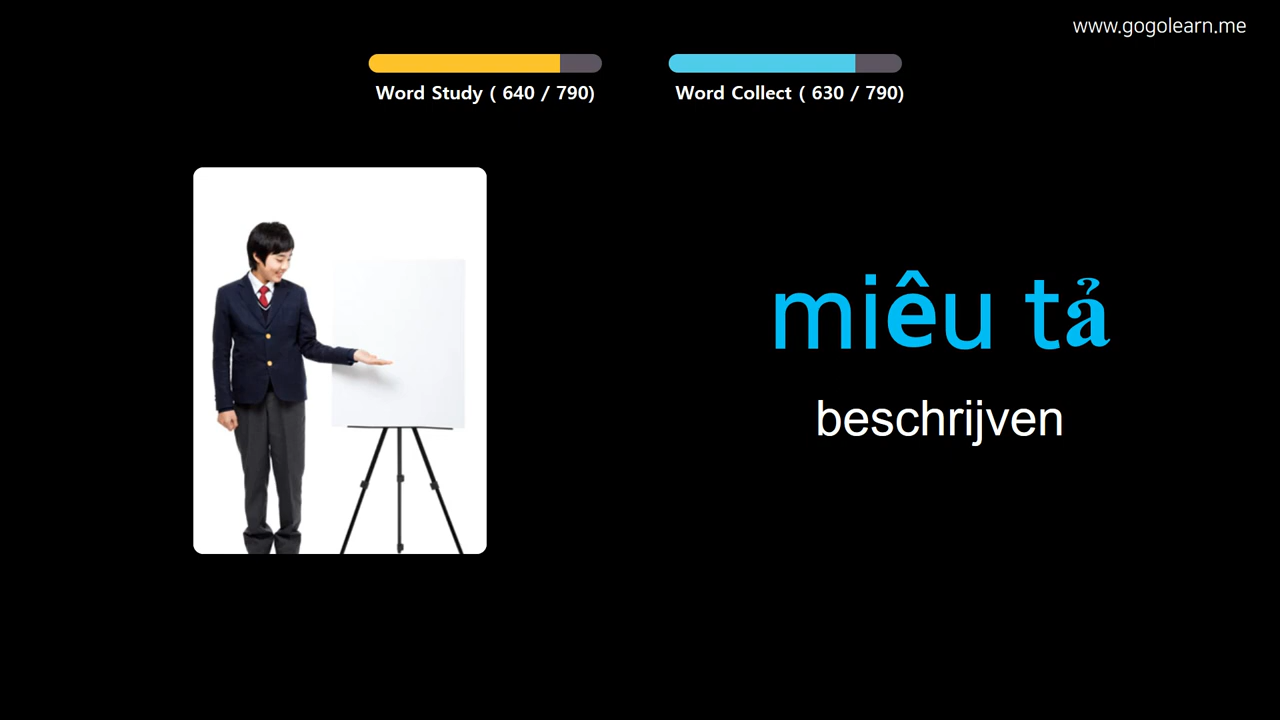 www.gogolearn.me
Word Study ( 640 / 790)
Word Collect ( 630 / 790)
miêu tả
beschrijven